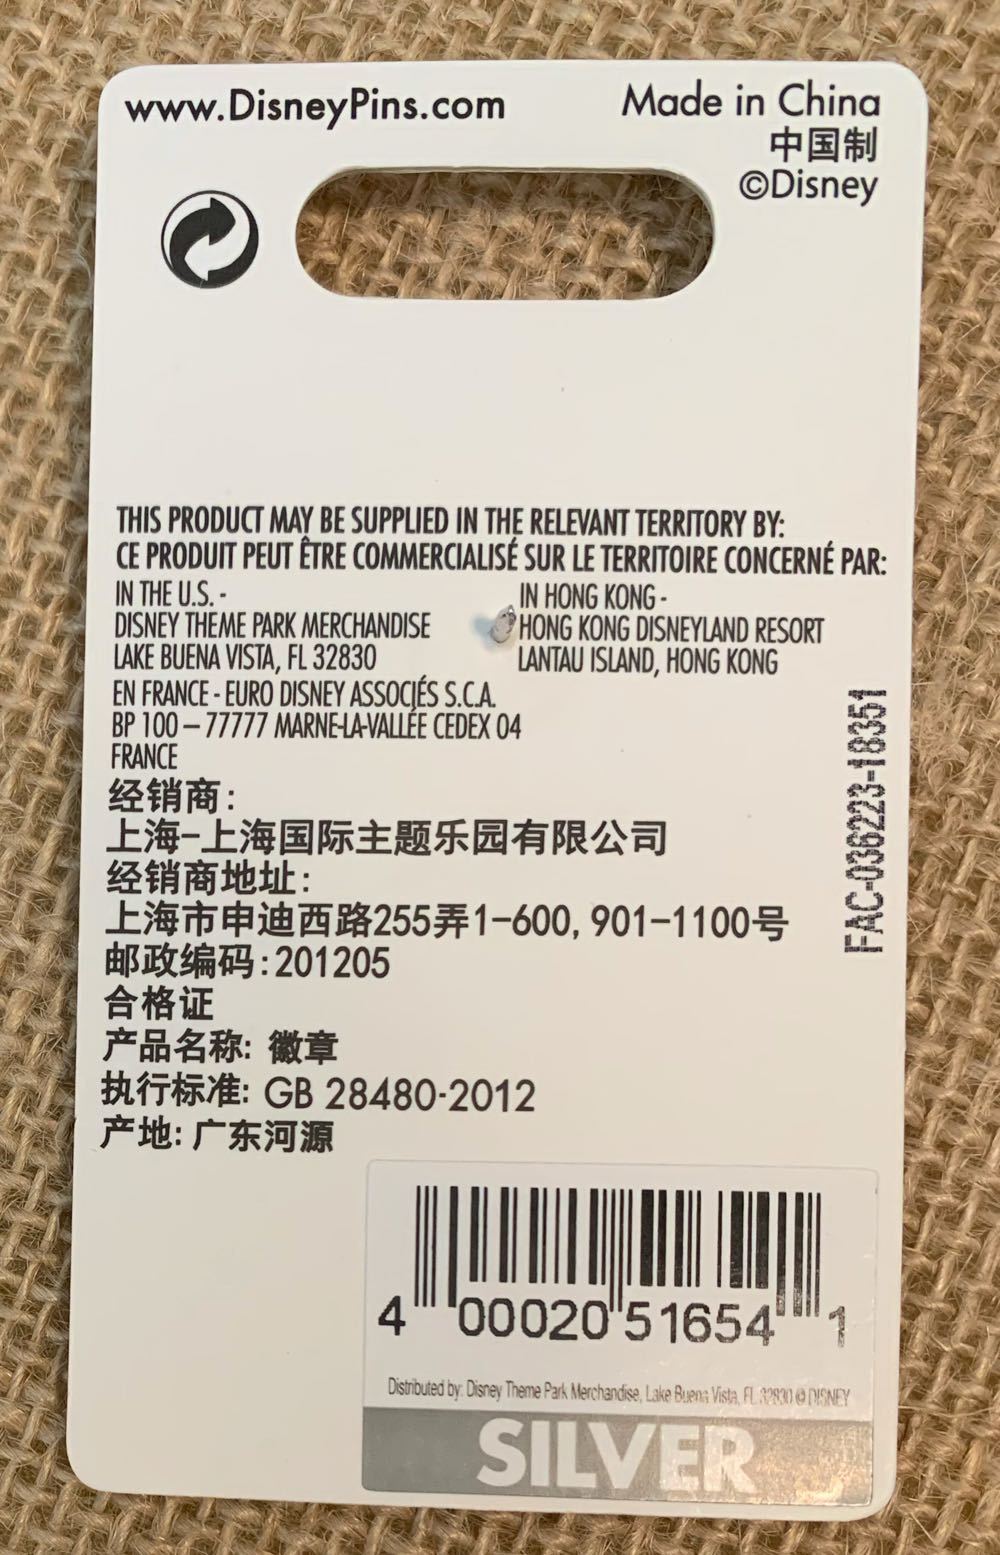 www.DisneyPins.com
Made in China
中国制
©Disney
THIS PRODUCT MAY BE SUPPLIED IN THE RELEVANT TERRITORY BY:
CE PRODUIT PEUT ÊTRE COMMERCIALISÉ SUR LE TERRITOIRE CONCERNÉ PAR:
IN THE U.S. -
DISNEY THEME PARK MERCHANDISE
LAKE BUENA VISTA, FL 32830
IN HONG KONG -
HONG KONG DISNEYLAND RESORT
LANTAU ISLAND, HONG KONG
EN FRANCE - EURO DISNEY ASSOCIÉS S.C.A.
BP 100 – 77777 MARNE-LA-VALLÉE CEDEX 04
FRANCE
经销商:
上海-上海国际主题乐园有限公司
经销商地址:
上海市申迪西路255弄1-600, 901-1100号
邮政编码:201205
合格证
产品名称: 徽章
执行标准: GB 28480-2012
产地: 广东河源
FAC-036223-18351
4 00020 51654 1
Distributed by: Disney Theme Park Merchandise, Lake Buena Vista, FL 32830 © DISNEY
SILVER